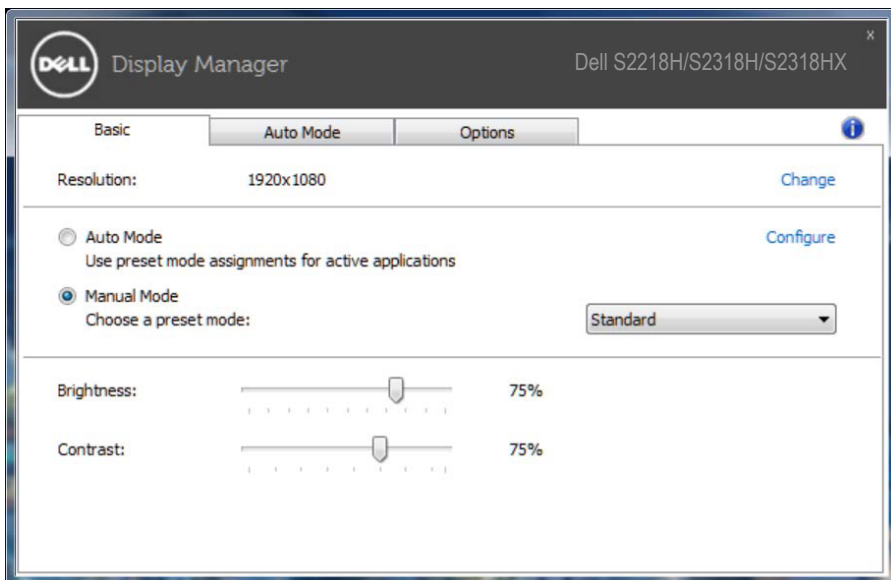 DELL Display Manager Dell S2218H/S2318H/S2318HX x
Basic Auto Mode Options i
Resolution: 1920x1080 Change
Auto Mode Configure
Use preset mode assignments for active applications
Manual Mode
Choose a preset mode: Standard
Brightness: 75%
Contrast: 75%